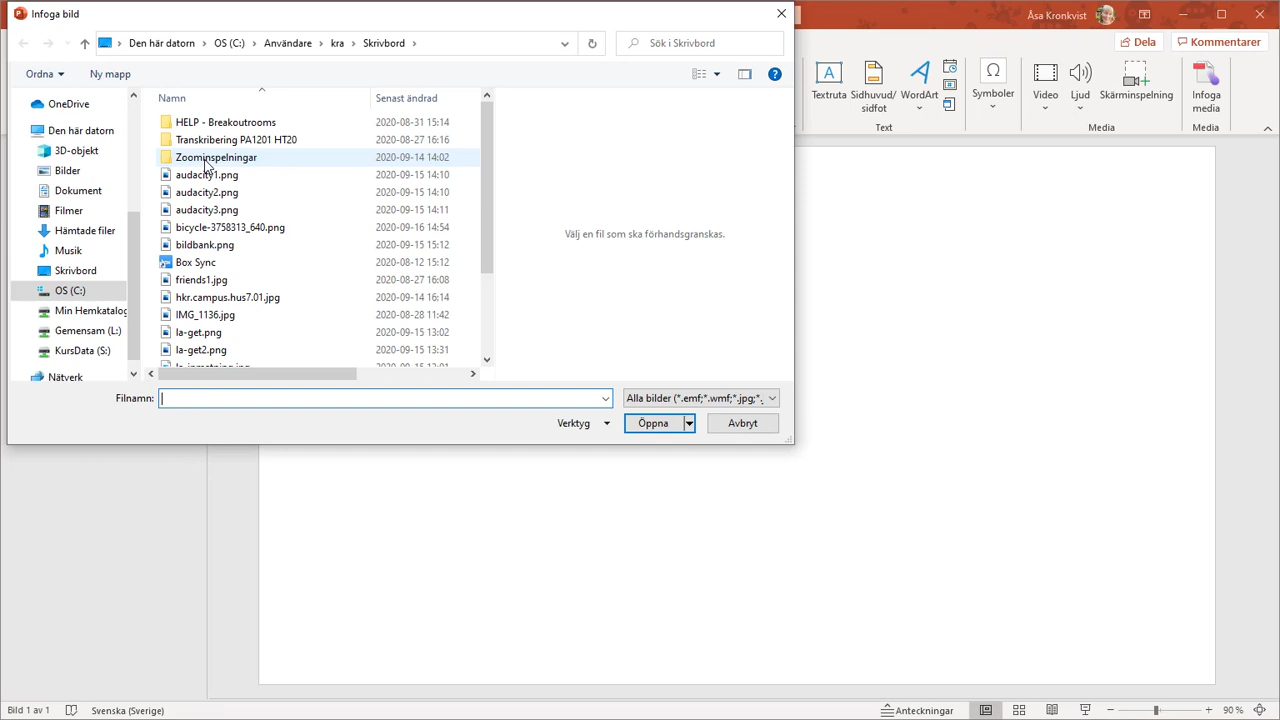 Infoga bild
Åsa Kronkvist
Den här datorn > OS (C:) > Användare > kra > Skrivbord >
Sök i Skrivbord
Dela
Kommentarer
Ordna
Ny mapp
Textruta
Sidhuvud/
sidfot
WordArt
Symboler
Video
Ljud
Skärminspelning
Infoga
media
Text
Media
Media
OneDrive
Den här datorn
3D-objekt
Bilder
Dokument
Filmer
Hämtade filer
Musik
Skrivbord
OS (C:)
Min Hemkatalog
Gemensam (L:)
KursData (S:)
Nätverk
Namn
Senast ändrad
HELP - Breakoutrooms 2020-08-31 15:14
Transkribering PA1201 HT20 2020-08-27 16:16
Zoominspelningar 2020-09-14 14:02
audacity1.png 2020-09-15 14:10
audacity2.png 2020-09-15 14:10
audacity3.png 2020-09-15 14:11
bicycle-3758313_640.png 2020-09-16 14:54
bildbank.png 2020-09-15 15:12
Box Sync 2020-08-12 15:12
friends1.jpg 2020-08-27 16:08
hkr.campus.hus7.01.jpg 2020-09-14 16:14
IMG_1136.jpg 2020-08-28 11:42
la-get.png 2020-09-15 13:02
la-get2.png 2020-09-15 13:31
Välj en fil som ska förhandsgranskas.
Filnamn:
Alla bilder (*.emf;*.wmf;*.jpg;*.
Verktyg
Öppna
Avbryt
Bild 1 av 1
Svenska (Sverige)
Anteckningar
90 %